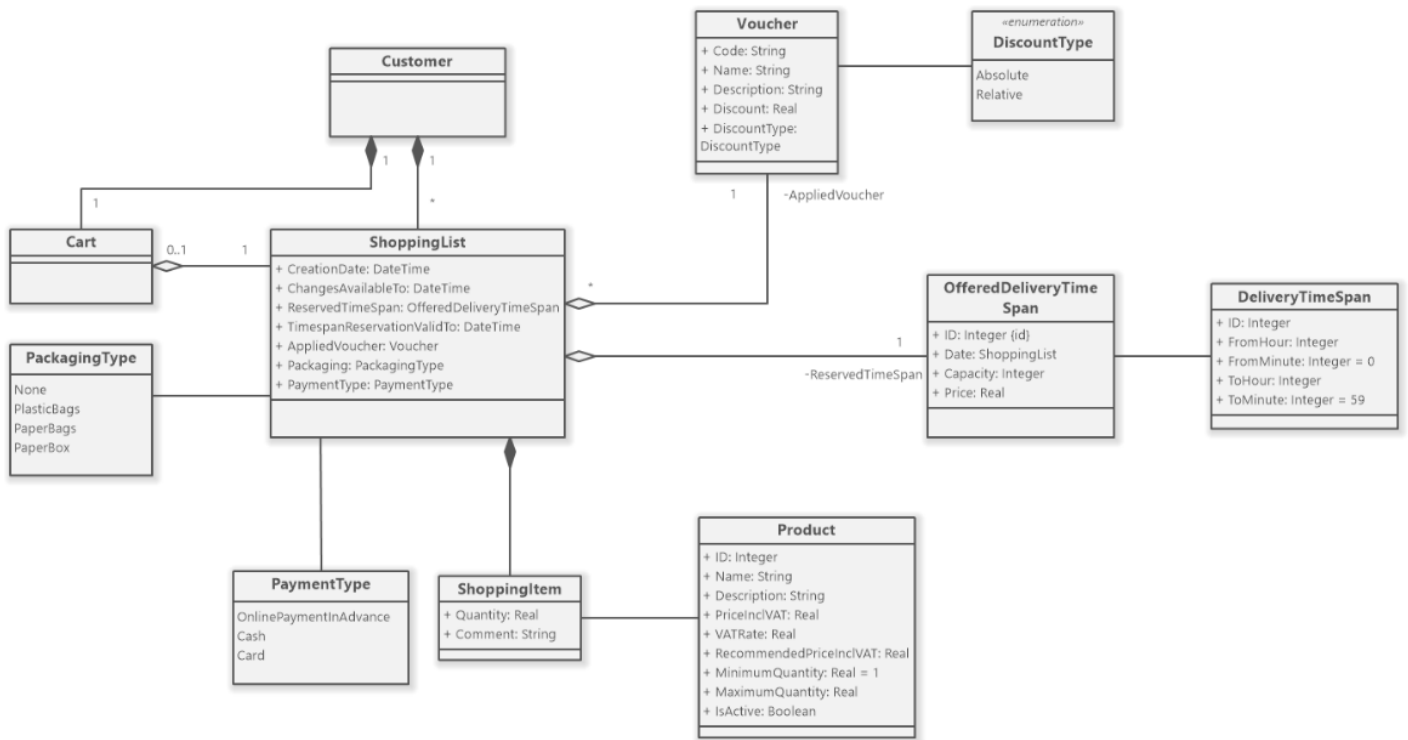 Customer
1
1
1
*
Voucher
+ Code: String
+ Name: String
+ Description: String
+ Discount: Real
+ DiscountType:
DiscountType
«enumeration»
DiscountType
Absolute
Relative
1
-AppliedVoucher
*
Cart
0..1
1
ShoppingList
+ CreationDate: DateTime
+ ChangesAvailableTo: DateTime
+ ReservedTimeSpan: OfferedDeliveryTimeSpan
+ TimespanReservationValidTo: DateTime
+ AppliedVoucher: Voucher
+ Packaging: PackagingType
+ PaymentType: PaymentType
1
-ReservedTimeSpan
OfferedDeliveryTime
Span
+ ID: Integer {id}
+ Date: ShoppingList
+ Capacity: Integer
+ Price: Real
DeliveryTimeSpan
+ ID: Integer
+ FromHour: Integer
+ FromMinute: Integer = 0
+ ToHour: Integer
+ ToMinute: Integer = 59
PackagingType
None
PlasticBags
PaperBags
PaperBox
PaymentType
OnlinePaymentInAdvance
Cash
Card
ShoppingItem
+ Quantity: Real
+ Comment: String
Product
+ ID: Integer
+ Name: String
+ Description: String
+ PriceInclVAT: Real
+ VATRate: Real
+ RecommendedPriceInclVAT: Real
+ MinimumQuantity: Real = 1
+ MaximumQuantity: Real
+ IsActive: Boolean